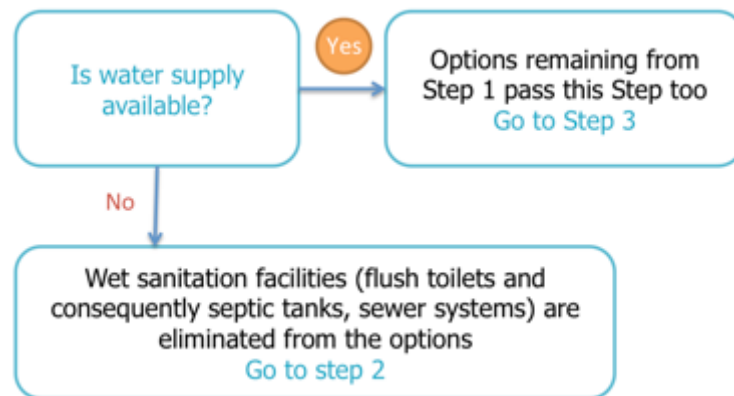 Is water supply
available?
Yes
Options remaining from
Step 1 pass this Step too
Go to Step 3
No
Wet sanitation facilities (flush toilets and
consequently septic tanks, sewer systems) are
eliminated from the options
Go to step 2